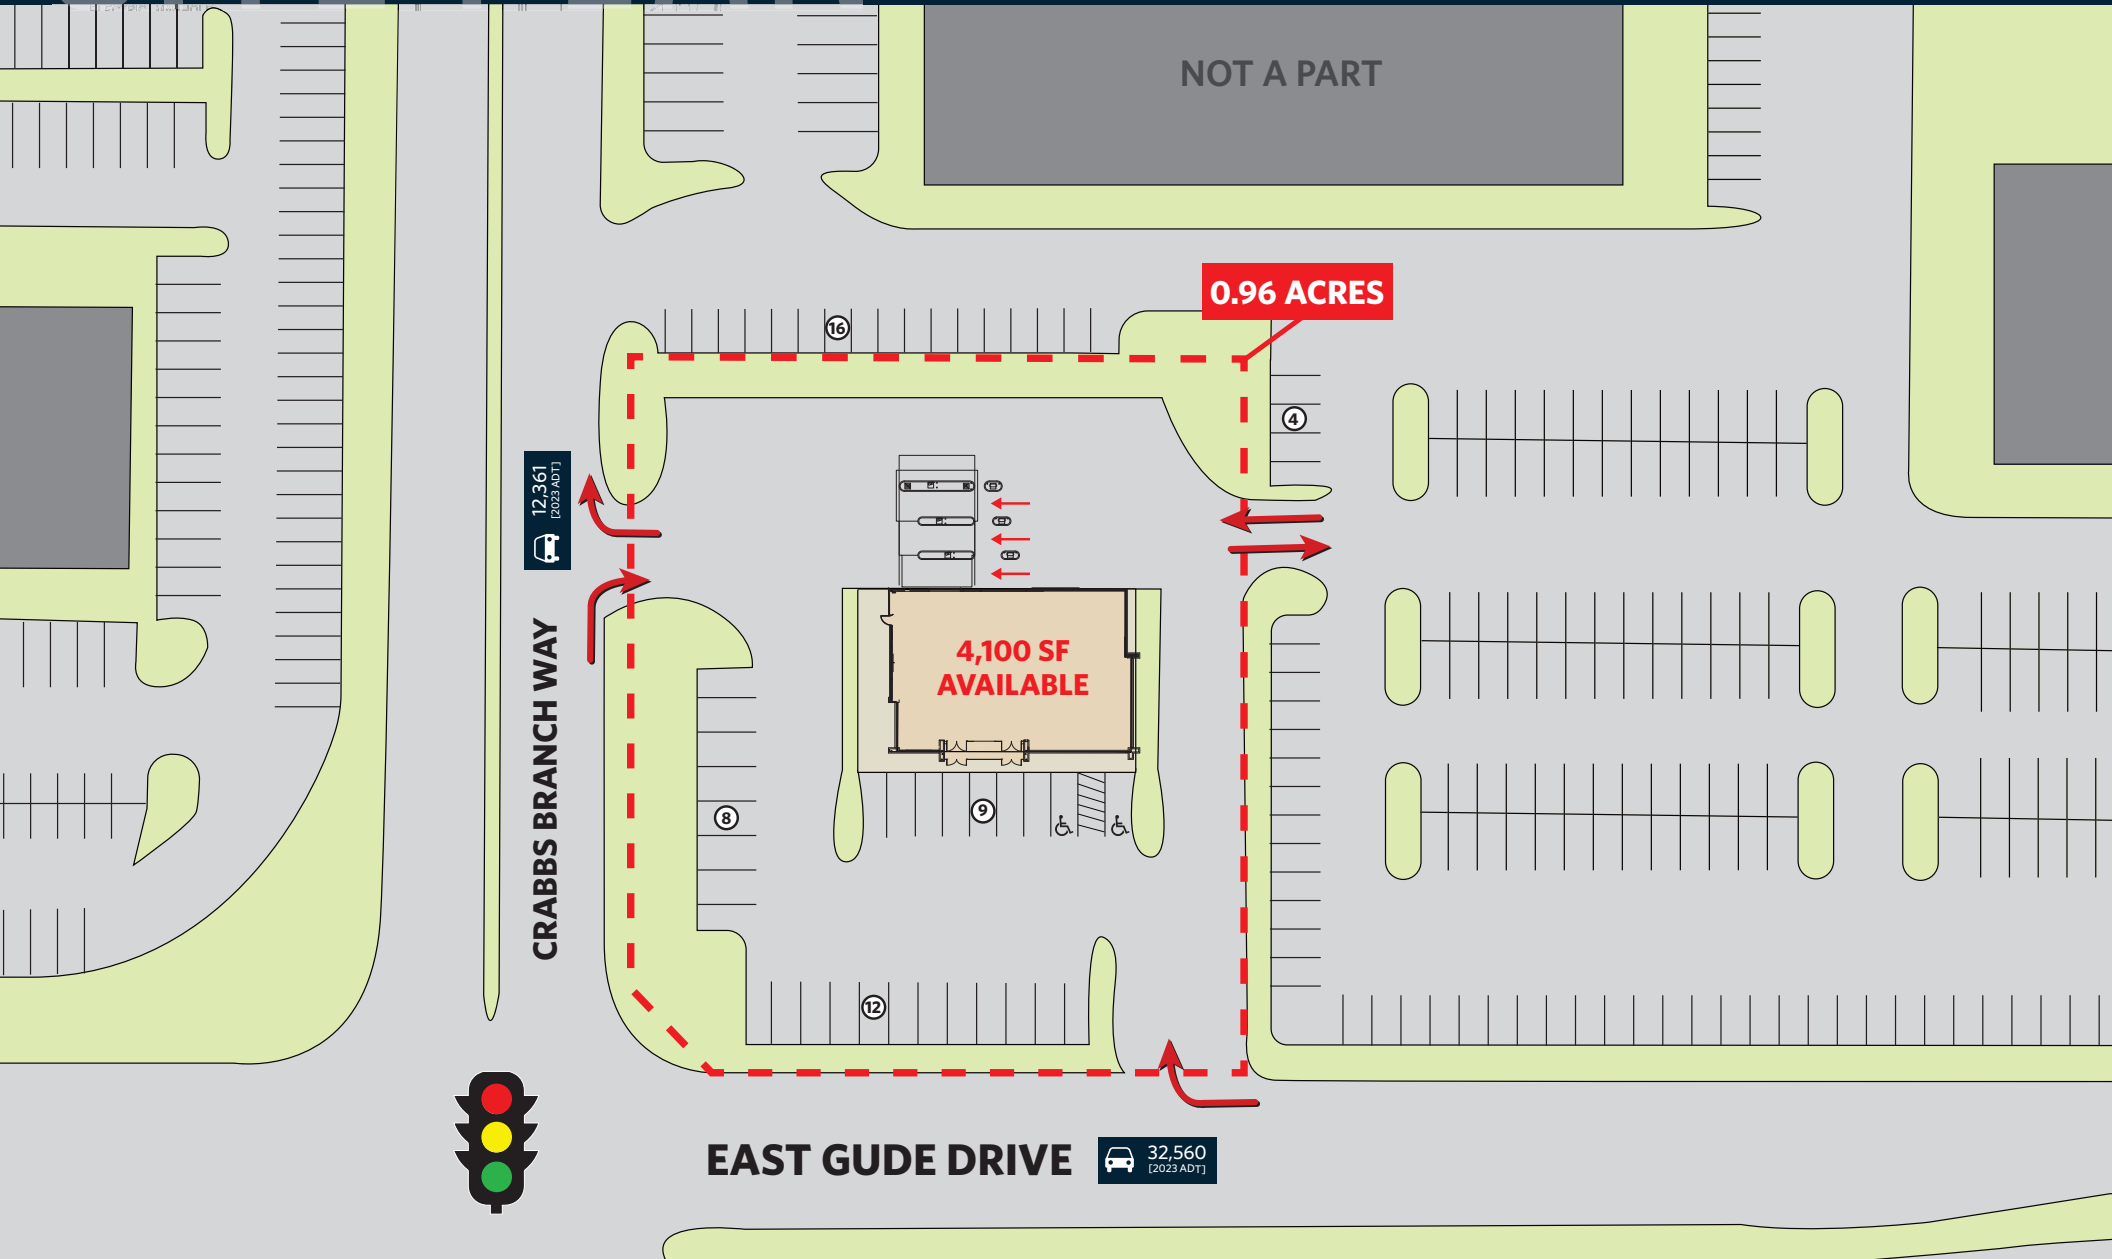 NOT A PART
0.96 ACRES
16
4
12,361
[2023 ADT]
CRABBS BRANCH WAY
4,100 SF
AVAILABLE
8
9
12
EAST GUDE DRIVE
32,560
[2023 ADT]